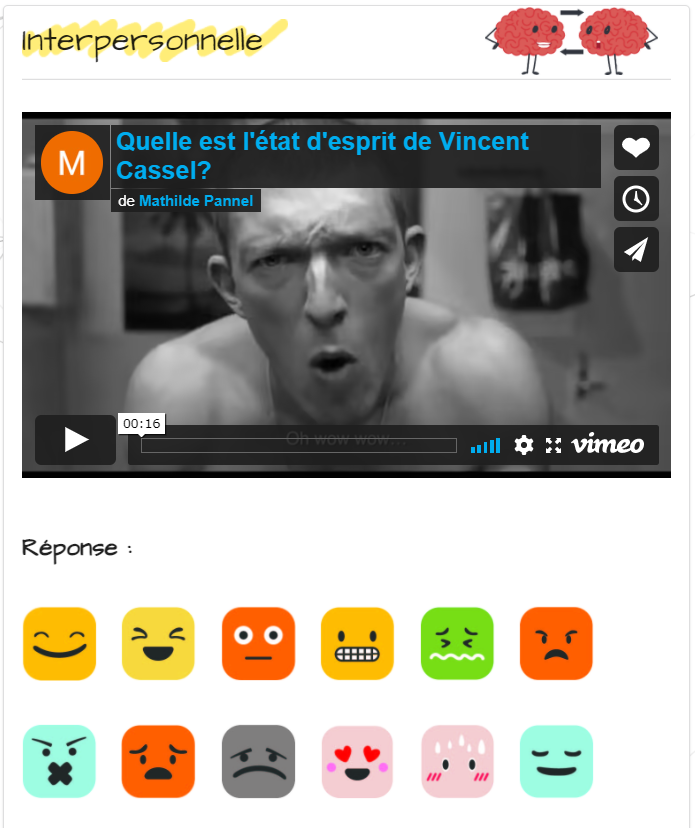 Interpersonnelle
M
Quelle est l'état d'esprit de Vincent
Cassel?
de Mathilde Pannel
00:16
Oh wow wow...
vimeo
Réponse :